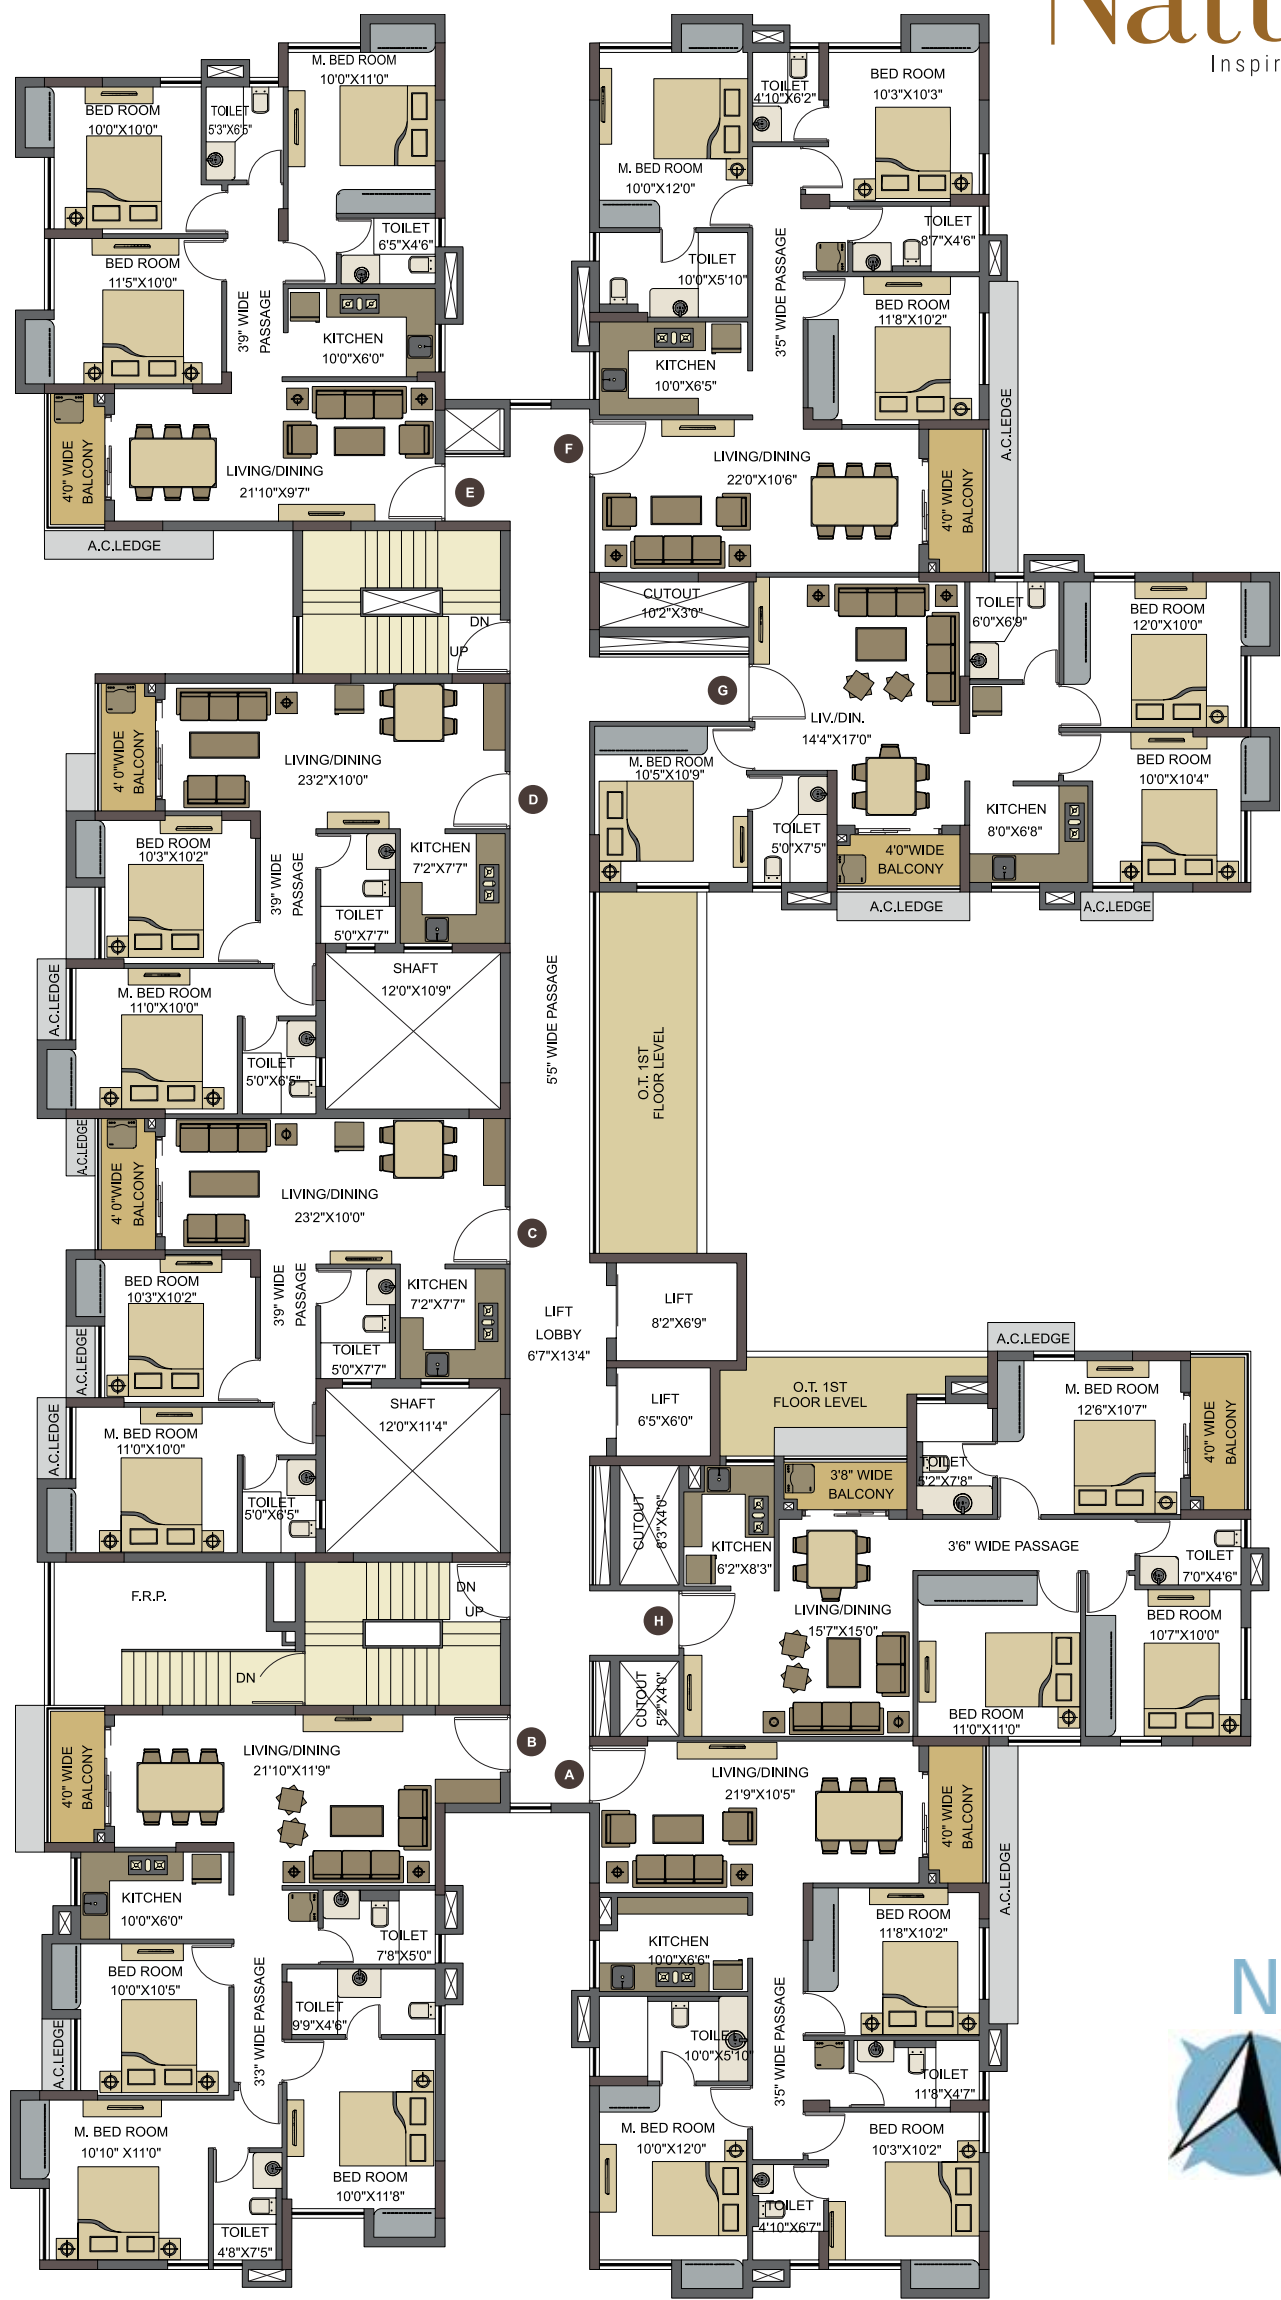 Inspir
M. BED ROOM
10'0"X11'0"
BED ROOM
10'0"X10'0"
TOILET
5'3"X6'5"
TOILET
6'5"X4'6"
BED ROOM
11'5"X10'0"
3'9" WIDE
PASSAGE
KITCHEN
10'0"X6'0"
4'0" WIDE
BALCONY
LIVING/DINING
21'10"X9'7"
E
A.C.LEDGE
TOILET
4'10"X6'2"
BED ROOM
10'3"X10'3"
M. BED ROOM
10'0"X12'0"
TOILET
8'7"X4'6"
TOILET
10'0"X5'10"
3'5" WIDE PASSAGE
BED ROOM
11'8"X10'2"
KITCHEN
10'0"X6'5"
A.C.LEDGE
F
LIVING/DINING
22'0"X10'6"
4'0" WIDE
BALCONY
DN
UP
CUTOUT
10'2"X3'0"
TOILET
6'0"X6'9"
BED ROOM
12'0"X10'0"
G
LIV./DIN.
14'4"X17'0"
M. BED ROOM
10'5"X10'9"
BED ROOM
10'0"X10'4"
TOILET
5'0"X7'5"
KITCHEN
8'0"X6'8"
4'0"WIDE
BALCONY
A.C.LEDGE
A.C.LEDGE
4' 0"WIDE
BALCONY
LIVING/DINING
23'2"X10'0"
D
BED ROOM
10'3"X10'2"
3'9" WIDE
PASSAGE
KITCHEN
7'2"X7'7"
TOILET
5'0"X7'7"
A.C.LEDGE
M. BED ROOM
11'0"X10'0"
SHAFT
12'0"X10'9"
TOILET
5'0"X6'5"
5'5" WIDE PASSAGE
O.T. 1ST
FLOOR LEVEL
A.C.LEDGE
4' 0"WIDE
BALCONY
LIVING/DINING
23'2"X10'0"
C
BED ROOM
10'3"X10'2"
3'9" WIDE
PASSAGE
KITCHEN
7'2"X7'7"
TOILET
5'0"X7'7"
A.C.LEDGE
LIFT
LOBBY
6'7"X13'4"
LIFT
8'2"X6'9"
LIFT
6'5"X6'0"
A.C.LEDGE
M. BED ROOM
11'0"X10'0"
SHAFT
12'0"X11'4"
TOILET
5'0"X6'5"
O.T. 1ST
FLOOR LEVEL
A.C.LEDGE
M. BED ROOM
12'6"X10'7"
4'0" WIDE
BALCONY
TOILET
5'2"X7'8"
3'8" WIDE
BALCONY
CUTOUT
8'3"X4'0"
KITCHEN
6'2"X8'3"
3'6" WIDE PASSAGE
TOILET
7'0"X4'6"
H
LIVING/DINING
15'7"X15'0"
BED ROOM
10'7"X10'0"
CUTOUT
5'2"X4'0"
BED ROOM
11'0"X11'0"
F.R.P.
DN
UP
DN
B
A
4'0" WIDE
BALCONY
LIVING/DINING
21'10"X11'9"
LIVING/DINING
21'9"X10'5"
4'0" WIDE
BALCONY
A.C.LEDGE
KITCHEN
10'0"X6'0"
TOILET
7'8"X5'0"
BED ROOM
10'0"X10'5"
3'3" WIDE PASSAGE
TOILET
9'9"X4'6"
A.C.LEDGE
M. BED ROOM
10'10" X11'0"
BED ROOM
10'0"X11'8"
TOILET
4'8"X7'5"
KITCHEN
10'0"X6'6"
BED ROOM
11'8"X10'2"
TOILET
10'0"X5'10"
3'5" WIDE PASSAGE
TOILET
11'8"X4'7"
M. BED ROOM
10'0"X12'0"
BED ROOM
10'3"X10'2"
TOILET
4'10"X6'7"
N